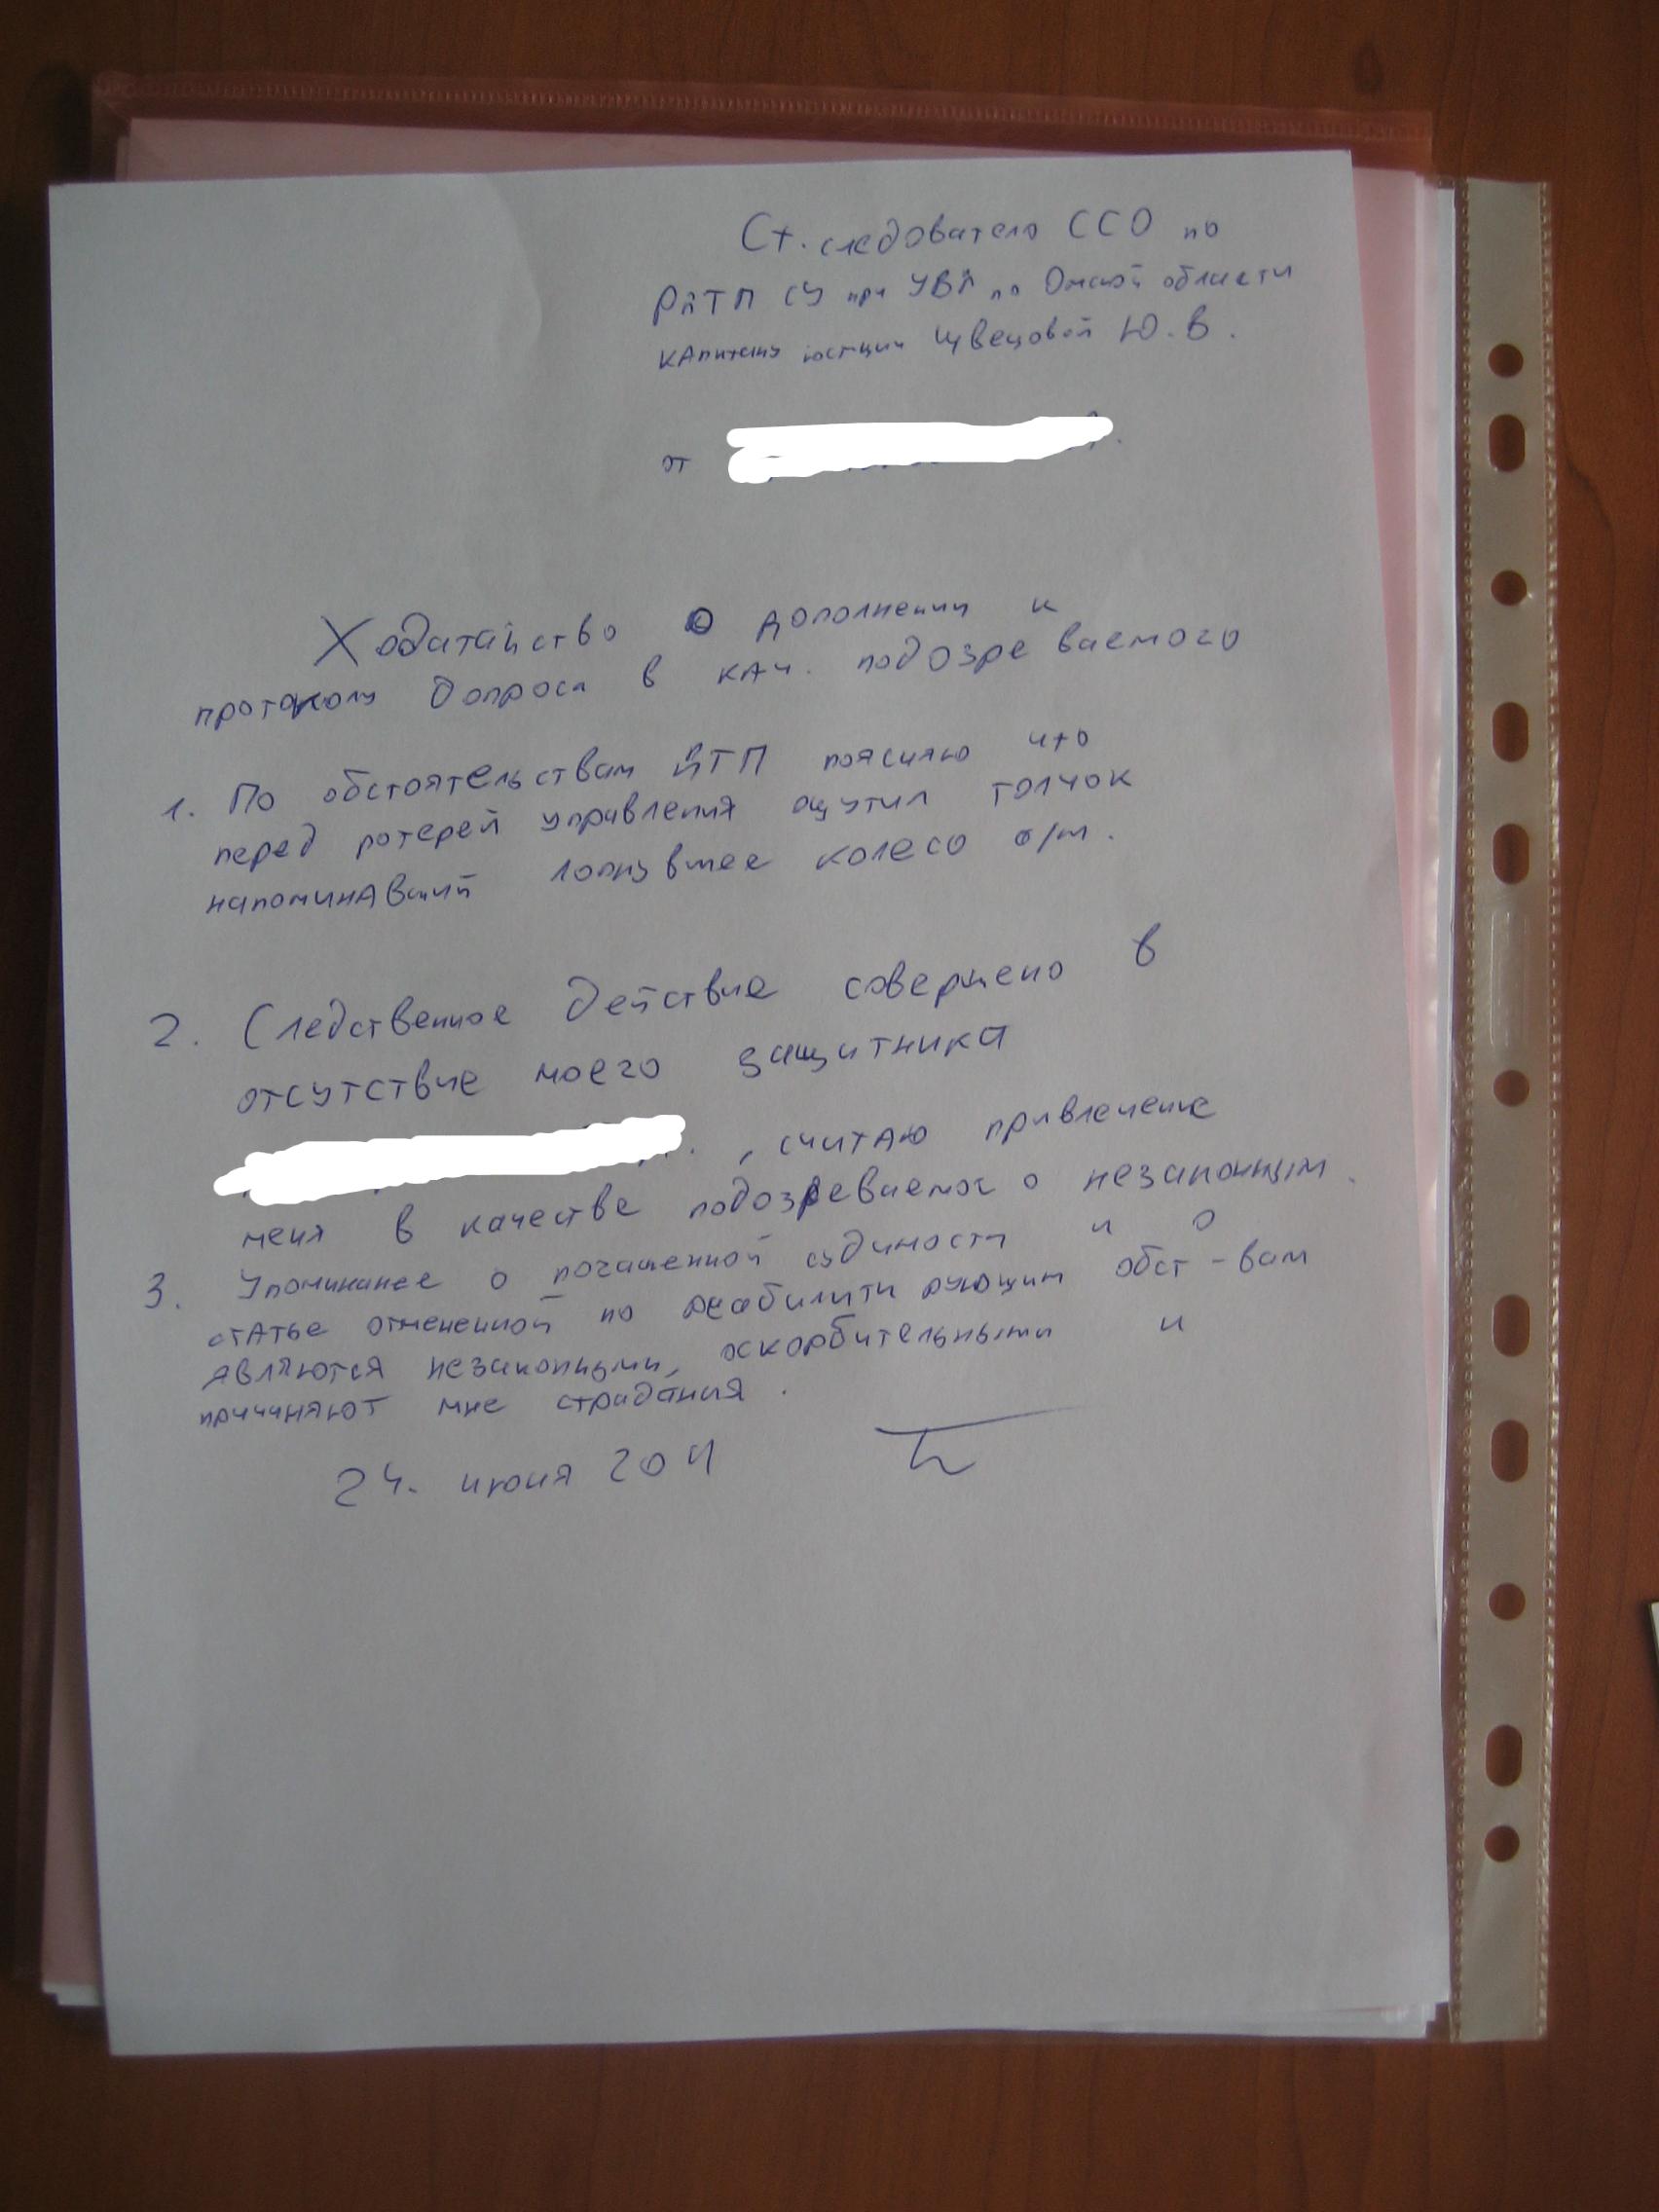 Ст. следователю ССО по
РДТП СУ при УВД по Омской области
капитану юстиции Швецовой Ю.В.
от
Ходатайство о дополнении к
протоколу допроса в кач. подозреваемого
1. По обстоятельствам ДТП поясняю что
перед потерей управления ощутил толчок
напоминавший лопнувшее колесо а/м.
2. Следственное действие совершено в
отсутствие моего защитника
, считаю привлечение
меня в качестве подозреваемого незаконным.
3. Упоминание о погашенной судимости и о
статье отмененной по реабилитирующим обст-вам
являются незаконными, оскорбительными и
причиняют мне страдания.
24. июня 2011